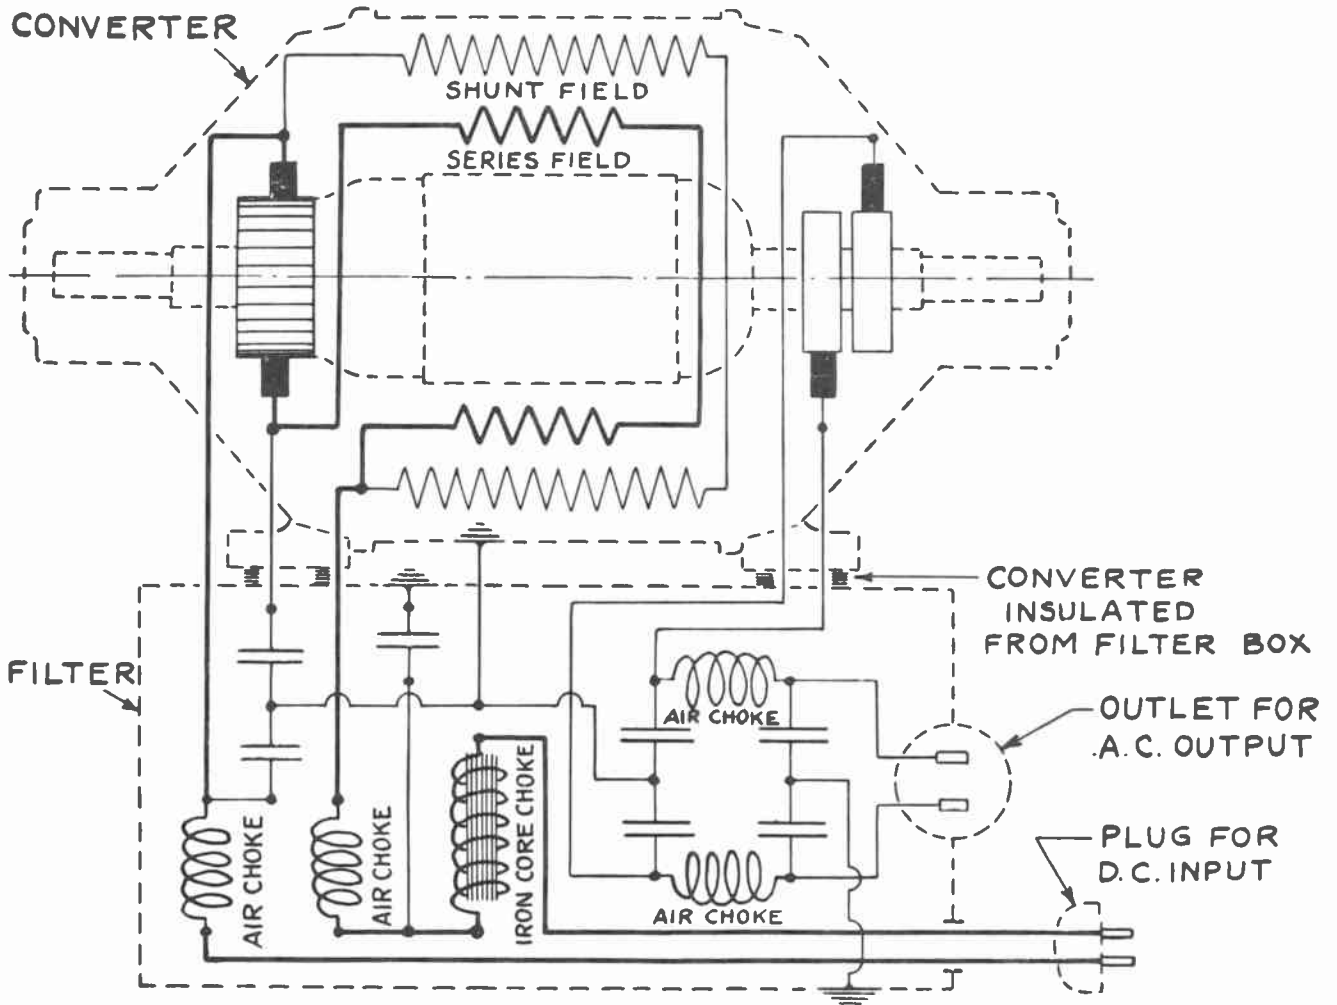 CONVERTER
SHUNT FIELD
SERIES FIELD
CONVERTER
INSULATED
FROM FILTER BOX
FILTER
AIR CHOKE
OUTLET FOR
A.C. OUTPUT
AIR CHOKE
AIR CHOKE
IRON CORE CHOKE
AIR CHOKE
PLUG FOR
D.C. INPUT